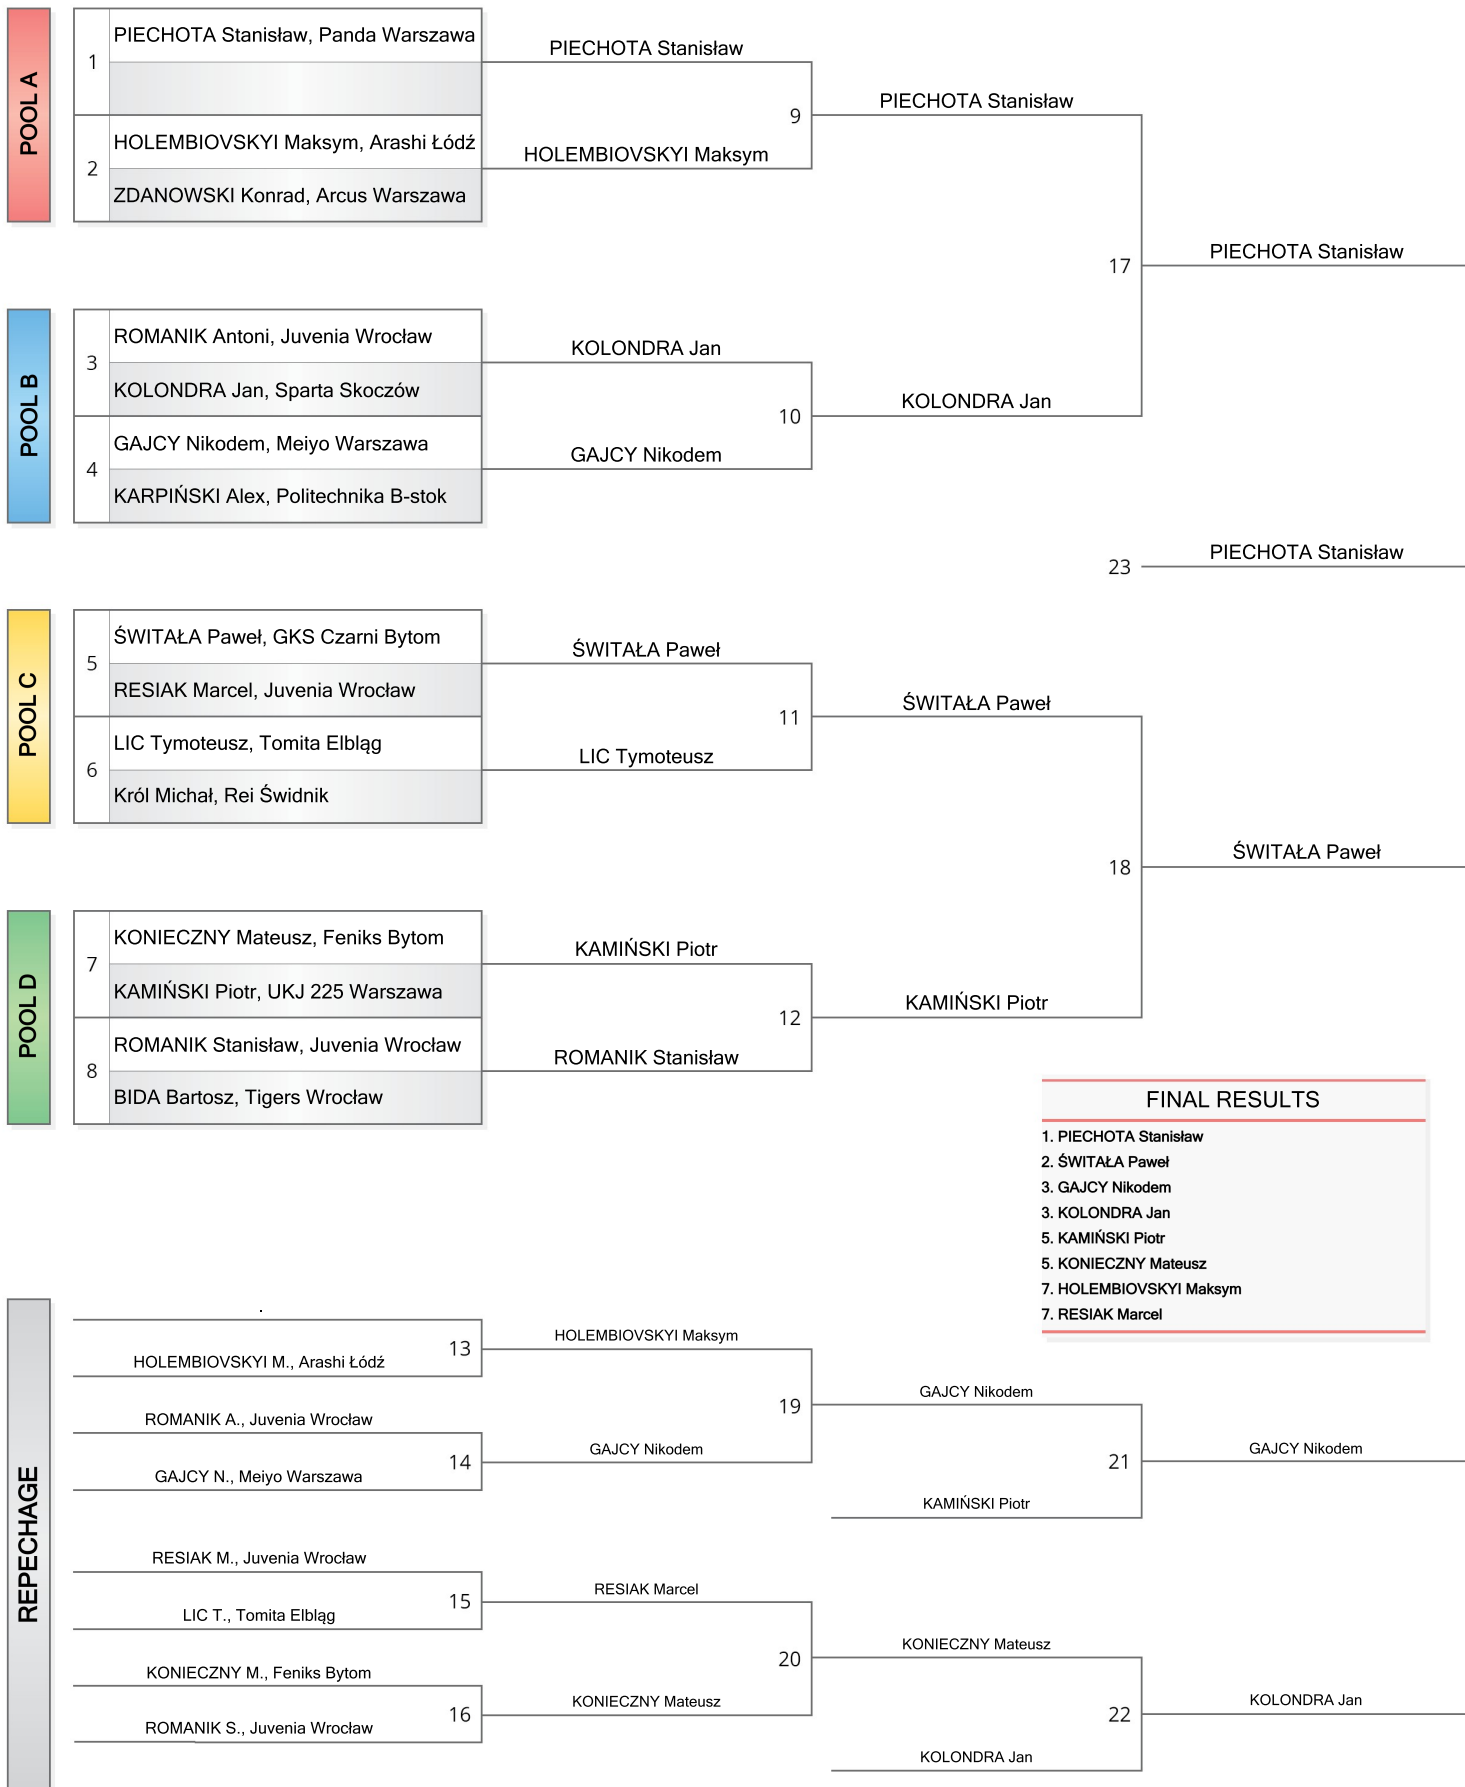 POOL A
1
PIECHOTA Stanisław, Panda Warszawa
2
HOLEMBIOVSKYI Maksym, Arashi Łódź
ZDANOWSKI Konrad, Arcus Warszawa
PIECHOTA Stanisław
HOLEMBIOVSKYI Maksym
9
PIECHOTA Stanisław
POOL B
3
ROMANIK Antoni, Juvenia Wrocław
KOLONDRA Jan, Sparta Skoczów
4
GAJCY Nikodem, Meiyo Warszawa
KARPIŃSKI Alex, Politechnika B-stok
KOLONDRA Jan
GAJCY Nikodem
10
KOLONDRA Jan
17
PIECHOTA Stanisław
23
PIECHOTA Stanisław
POOL C
5
ŚWITAŁA Paweł, GKS Czarni Bytom
RESIAK Marcel, Juvenia Wrocław
6
LIC Tymoteusz, Tomita Elbląg
Król Michał, Rei Świdnik
ŚWITAŁA Paweł
LIC Tymoteusz
11
ŚWITAŁA Paweł
POOL D
7
KONIECZNY Mateusz, Feniks Bytom
KAMIŃSKI Piotr, UKJ 225 Warszawa
8
ROMANIK Stanisław, Juvenia Wrocław
BIDA Bartosz, Tigers Wrocław
KAMIŃSKI Piotr
ROMANIK Stanisław
12
KAMIŃSKI Piotr
18
ŚWITAŁA Paweł
FINAL RESULTS
1. PIECHOTA Stanisław
2. ŚWITAŁA Paweł
3. GAJCY Nikodem
3. KOLONDRA Jan
5. KAMIŃSKI Piotr
5. KONIECZNY Mateusz
7. HOLEMBIOVSKYI Maksym
7. RESIAK Marcel
REPECHAGE
.
HOLEMBIOVSKYI M., Arashi Łódź
13
ROMANIK A., Juvenia Wrocław
GAJCY N., Meiyo Warszawa
14
HOLEMBIOVSKYI Maksym
GAJCY Nikodem
19
GAJCY Nikodem
KAMIŃSKI Piotr
21
GAJCY Nikodem
RESIAK M., Juvenia Wrocław
LIC T., Tomita Elbląg
15
KONIECZNY M., Feniks Bytom
ROMANIK S., Juvenia Wrocław
16
RESIAK Marcel
KONIECZNY Mateusz
20
KONIECZNY Mateusz
KOLONDRA Jan
22
KOLONDRA Jan